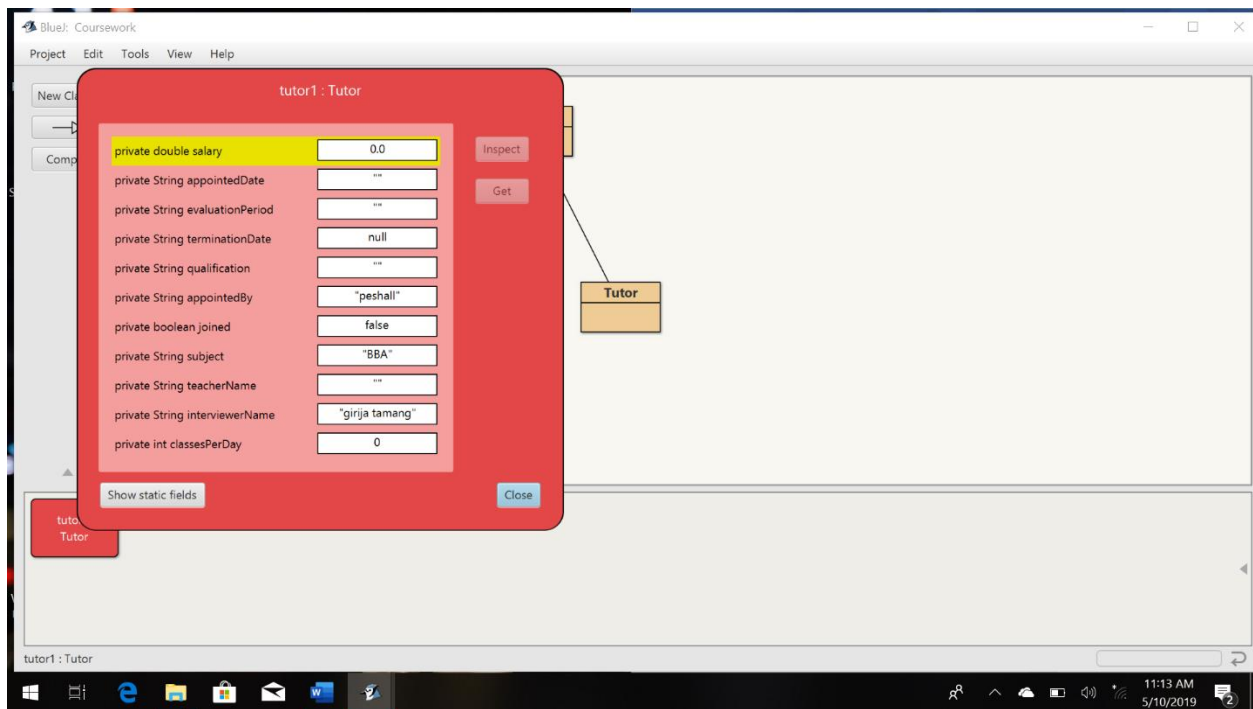 BlueJ: Coursework
Project Edit Tools View Help
New Cla
Comp
tutor1 : Tutor
private double salary 0.0
private String appointedDate ""
private String evaluationPeriod ""
private String terminationDate null
private String qualification ""
private String appointedBy "peshall"
private boolean joined false
private String subject "BBA"
private String teacherName ""
private String interviewerName "girija tamang"
private int classesPerDay 0
Inspect
Get
Show static fields
Close
Tutor
tuto
Tutor
tutor1 : Tutor
11:13 AM
5/10/2019
2